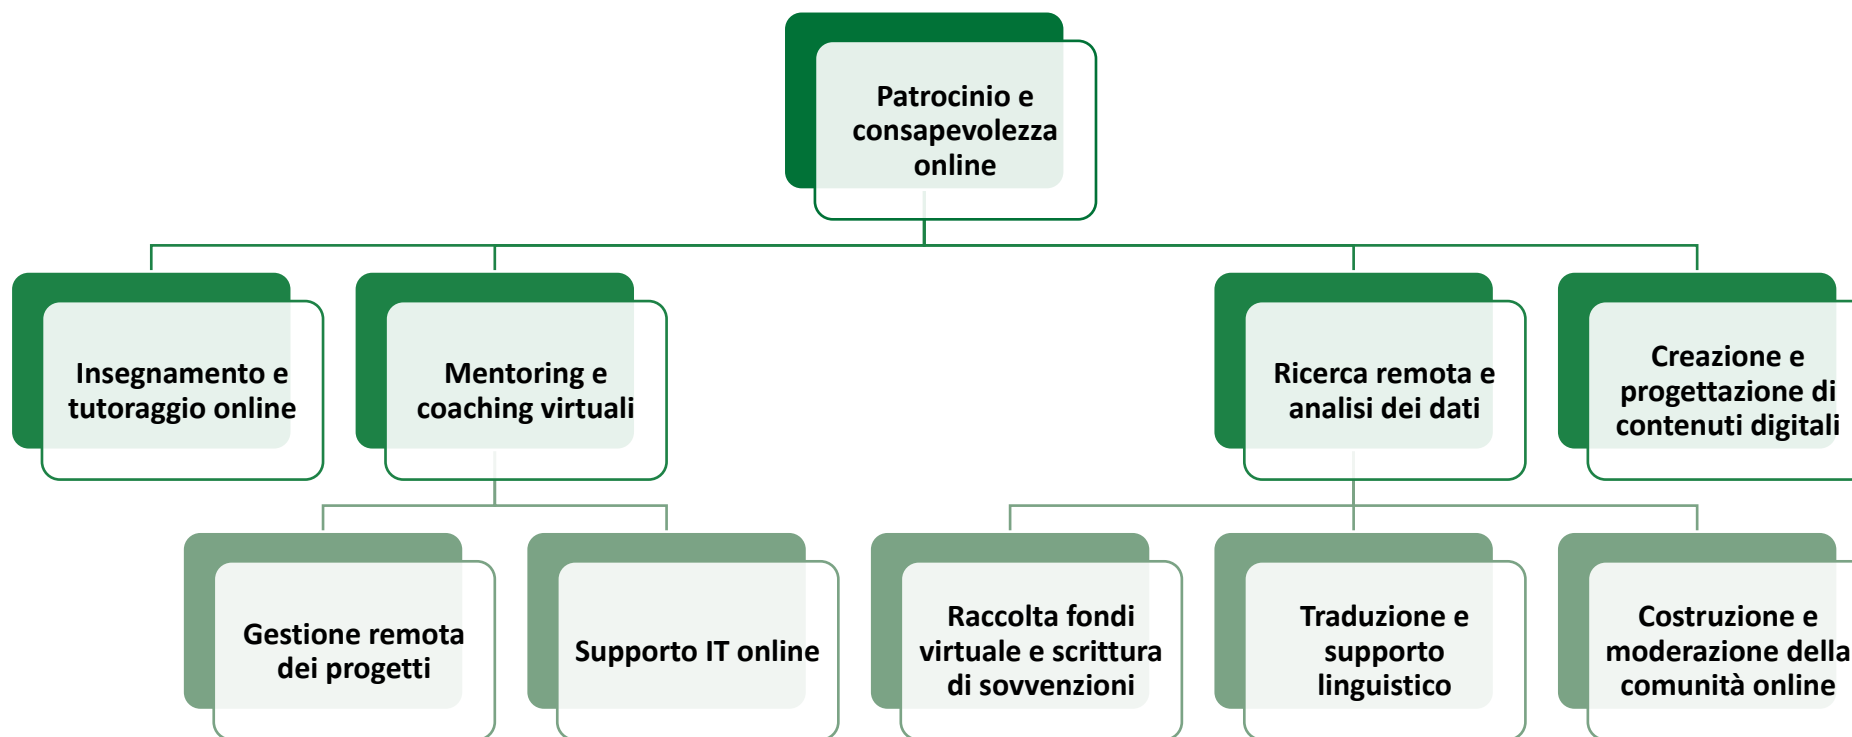 Patrocinio e
consapevolezza
online
Insegnamento e
tutoraggio online
Mentoring e
coaching virtuali
Ricerca remota e
analisi dei dati
Creazione e
progettazione di
contenuti digitali
Gestione remota
dei progetti
Supporto IT online
Raccolta fondi
virtuale e scrittura
di sovvenzioni
Traduzione e
supporto
linguistico
Costruzione e
moderazione della
comunità online